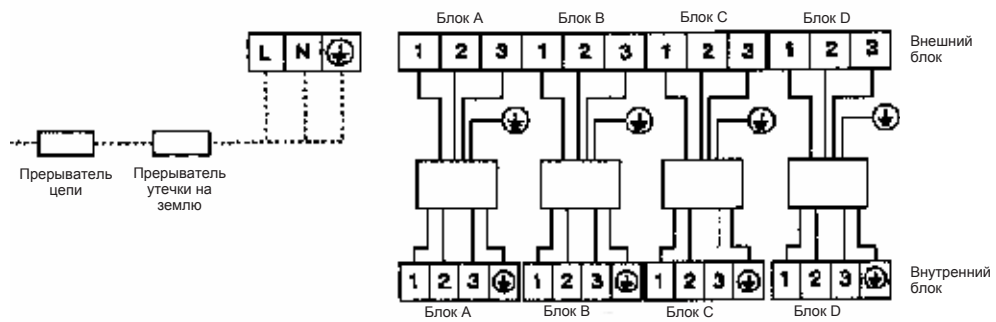 Блок A Блок B Блок C Блок D
L N
1 2 3 1 2 3 1 2 3 1 2 3
Внешний
блок
Прерыватель
цепи
Прерыватель
утечки на
землю
1 2 3 1 2 3 1 2 3 1 2 3
Внутренний
блок
Блок A Блок B Блок C Блок D